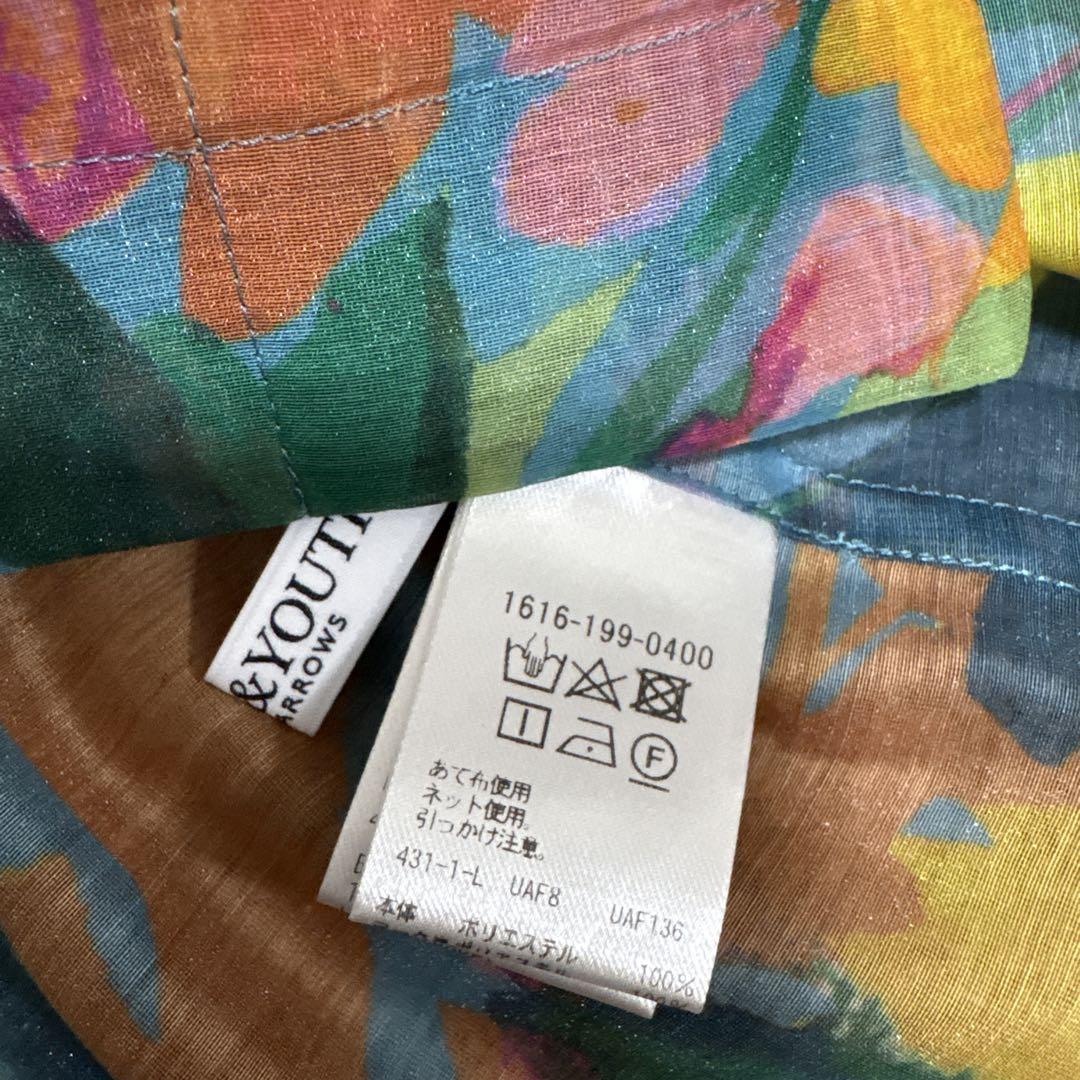 &YOUT
ARROWS
1616-199-0400
F
あて布使用
ネット使用。
引っかけ注意。
431-1-L UAF8 UAF136
本体 ポリエステル 100%